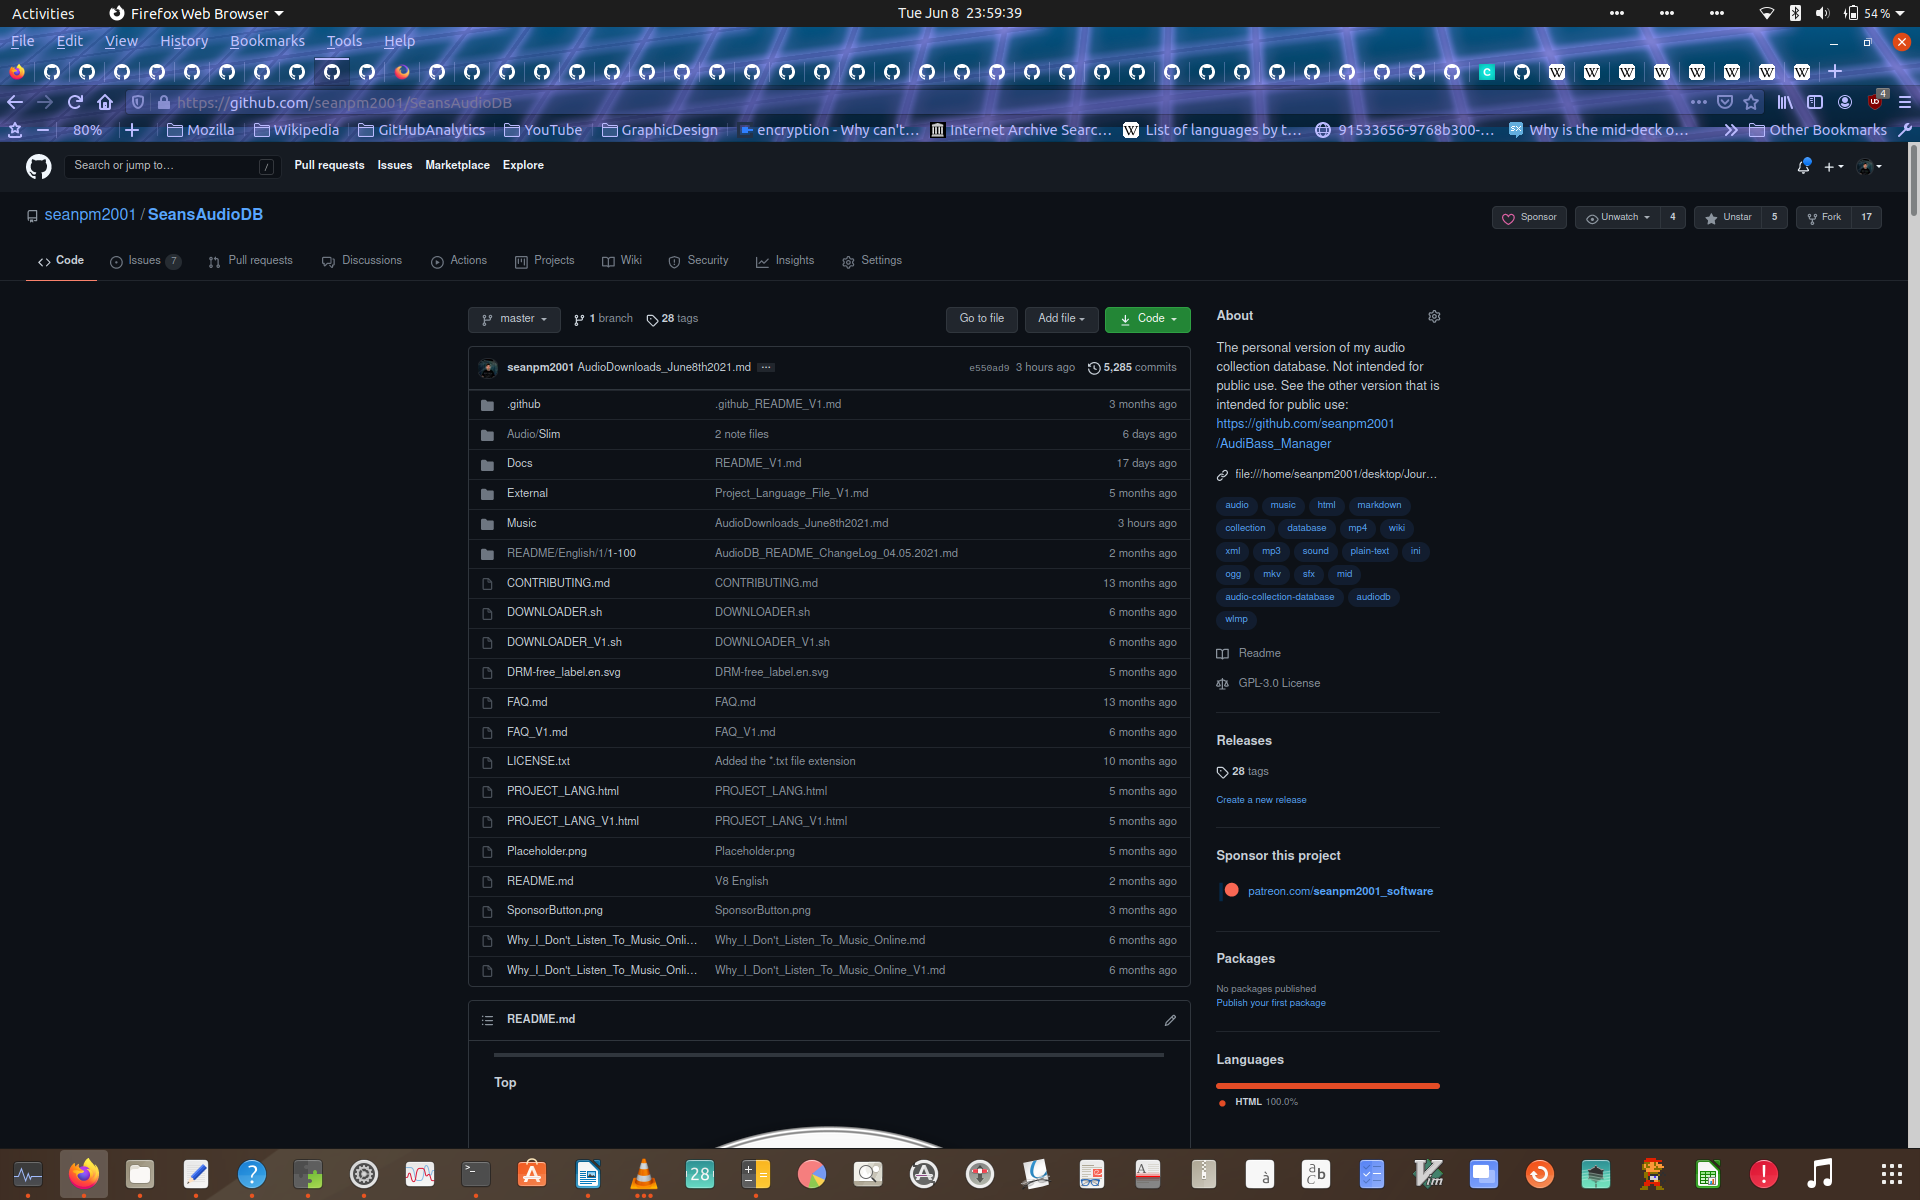 Activities
Firefox Web Browser
Tue Jun 8 23:59:39
54 %
File Edit View History Bookmarks Tools Help
https://github.com/seanpm2001/SeansAudioDB
4
80%
Mozilla
Wikipedia
GitHubAnalytics
YouTube
GraphicDesign
encryption - Why can't…
Internet Archive Searc…
List of languages by t…
91533656-9768b300-…
Why is the mid-deck o…
Other Bookmarks
Search or jump to…
/
Pull requests
Issues
Marketplace
Explore
seanpm2001 / SeansAudioDB
Sponsor
Unwatch 4
Unstar 5
Fork 17
Code
Issues 7
Pull requests
Discussions
Actions
Projects
Wiki
Security
Insights
Settings
master
1 branch
28 tags
Go to file
Add file
Code
seanpm2001 AudioDownloads_June8th2021.md ...
e550ad9 3 hours ago
5,285 commits
.github .github_README_V1.md 3 months ago
Audio/Slim 2 note files 6 days ago
Docs README_V1.md 17 days ago
External Project_Language_File_V1.md 5 months ago
Music AudioDownloads_June8th2021.md 3 hours ago
README/English/1/1-100 AudioDB_README_ChangeLog_04.05.2021.md 2 months ago
CONTRIBUTING.md CONTRIBUTING.md 13 months ago
DOWNLOADER.sh DOWNLOADER.sh 6 months ago
DOWNLOADER_V1.sh DOWNLOADER_V1.sh 6 months ago
DRM-free_label.en.svg DRM-free_label.en.svg 5 months ago
FAQ.md FAQ.md 13 months ago
FAQ_V1.md FAQ_V1.md 6 months ago
LICENSE.txt Added the *.txt file extension 10 months ago
PROJECT_LANG.html PROJECT_LANG.html 5 months ago
PROJECT_LANG_V1.html PROJECT_LANG_V1.html 5 months ago
Placeholder.png Placeholder.png 5 months ago
README.md V8 English 2 months ago
SponsorButton.png SponsorButton.png 3 months ago
Why_I_Don't_Listen_To_Music_Onli… Why_I_Don't_Listen_To_Music_Online.md 6 months ago
Why_I_Don't_Listen_To_Music_Onli… Why_I_Don't_Listen_To_Music_Online_V1.md 6 months ago
README.md
Top
About
The personal version of my audio
collection database. Not intended for
public use. See the other version that is
intended for public use:
https://github.com/seanpm2001
/AudiBass_Manager
file:///home/seanpm2001/desktop/Jour…
audio music html markdown
collection database mp4 wiki
xml mp3 sound plain-text ini
ogg mkv sfx mid
audio-collection-database audiodb
wlmp
Readme
GPL-3.0 License
Releases
28 tags
Create a new release
Sponsor this project
patreon.com/seanpm2001_software
Packages
No packages published
Publish your first package
Languages
HTML 100.0%
28